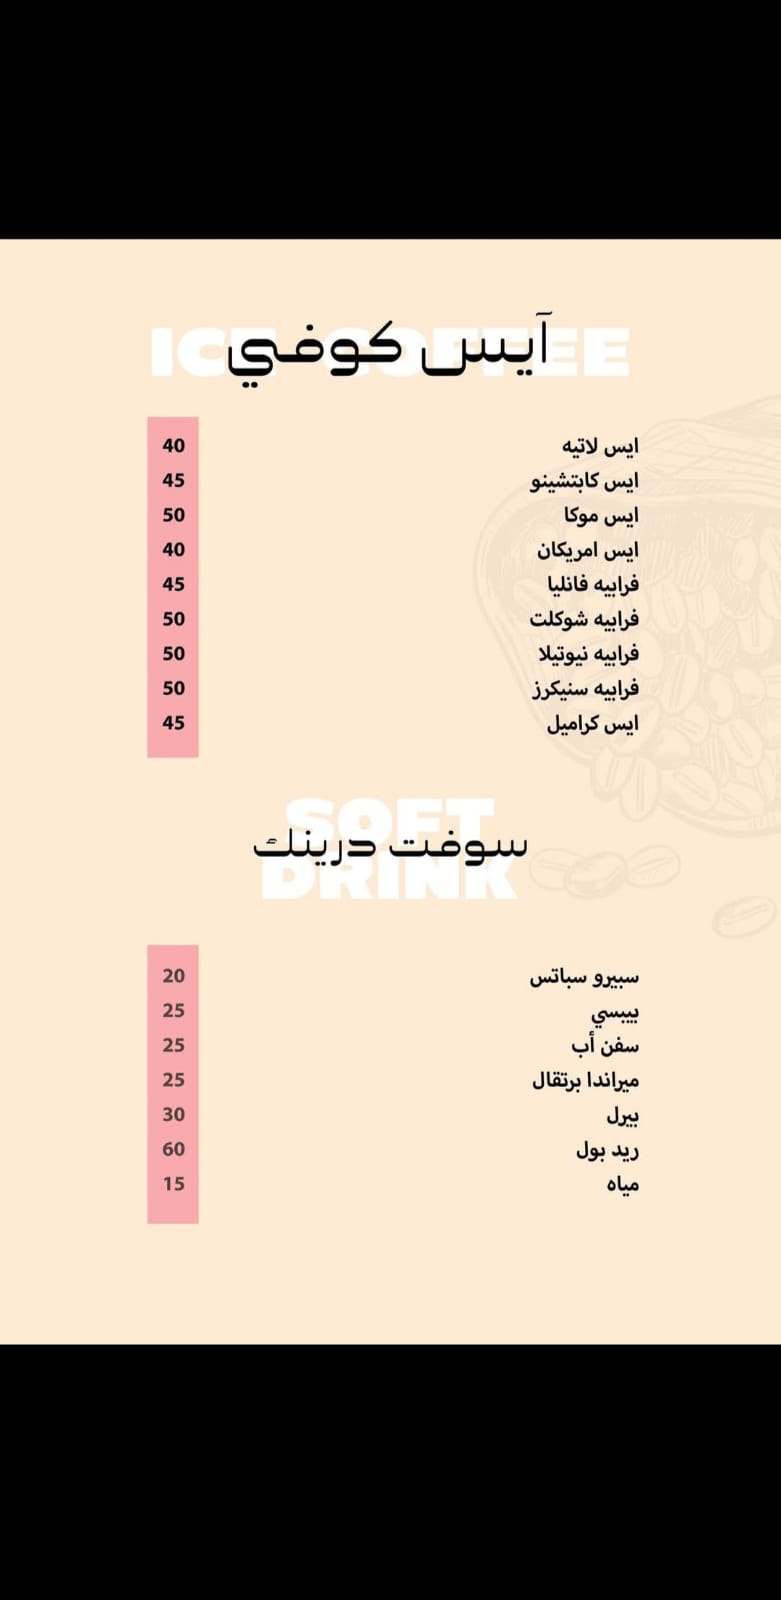 ICE COFFEE
آيس كوفي
ايس لاتيه 40
ايس كابتشينو 45
ايس موكا 50
ايس امريكان 40
فرابيه فانليا 45
فرابيه شوكلت 50
فرابيه نيوتيلا 50
فرابيه سنيكرز 50
ايس كراميل 45
SOFT
سوفت درينك
DRINK
سبيرو سباتس 20
بيبسي 25
سفن أب 25
ميراندا برتقال 25
بيرل 30
ريد بول 60
مياه 15